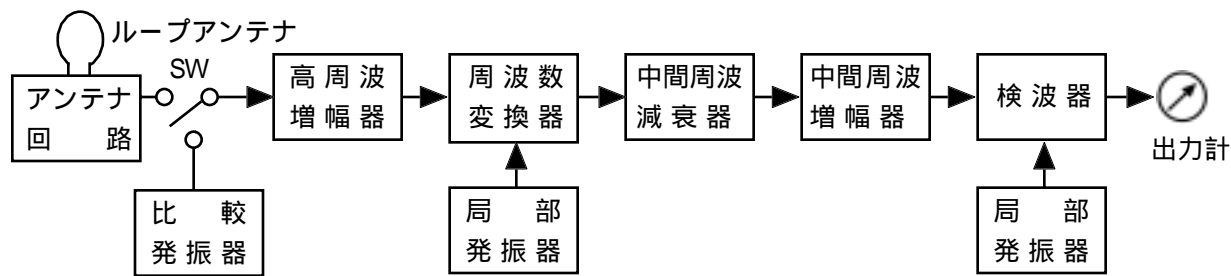 ループアンテナ
SW
アンテナ
回路
高周波
増幅器
周波数
変換器
中間周波
減衰器
中間周波
増幅器
検波器
出力計
比較
発振器
局部
発振器
局部
発振器